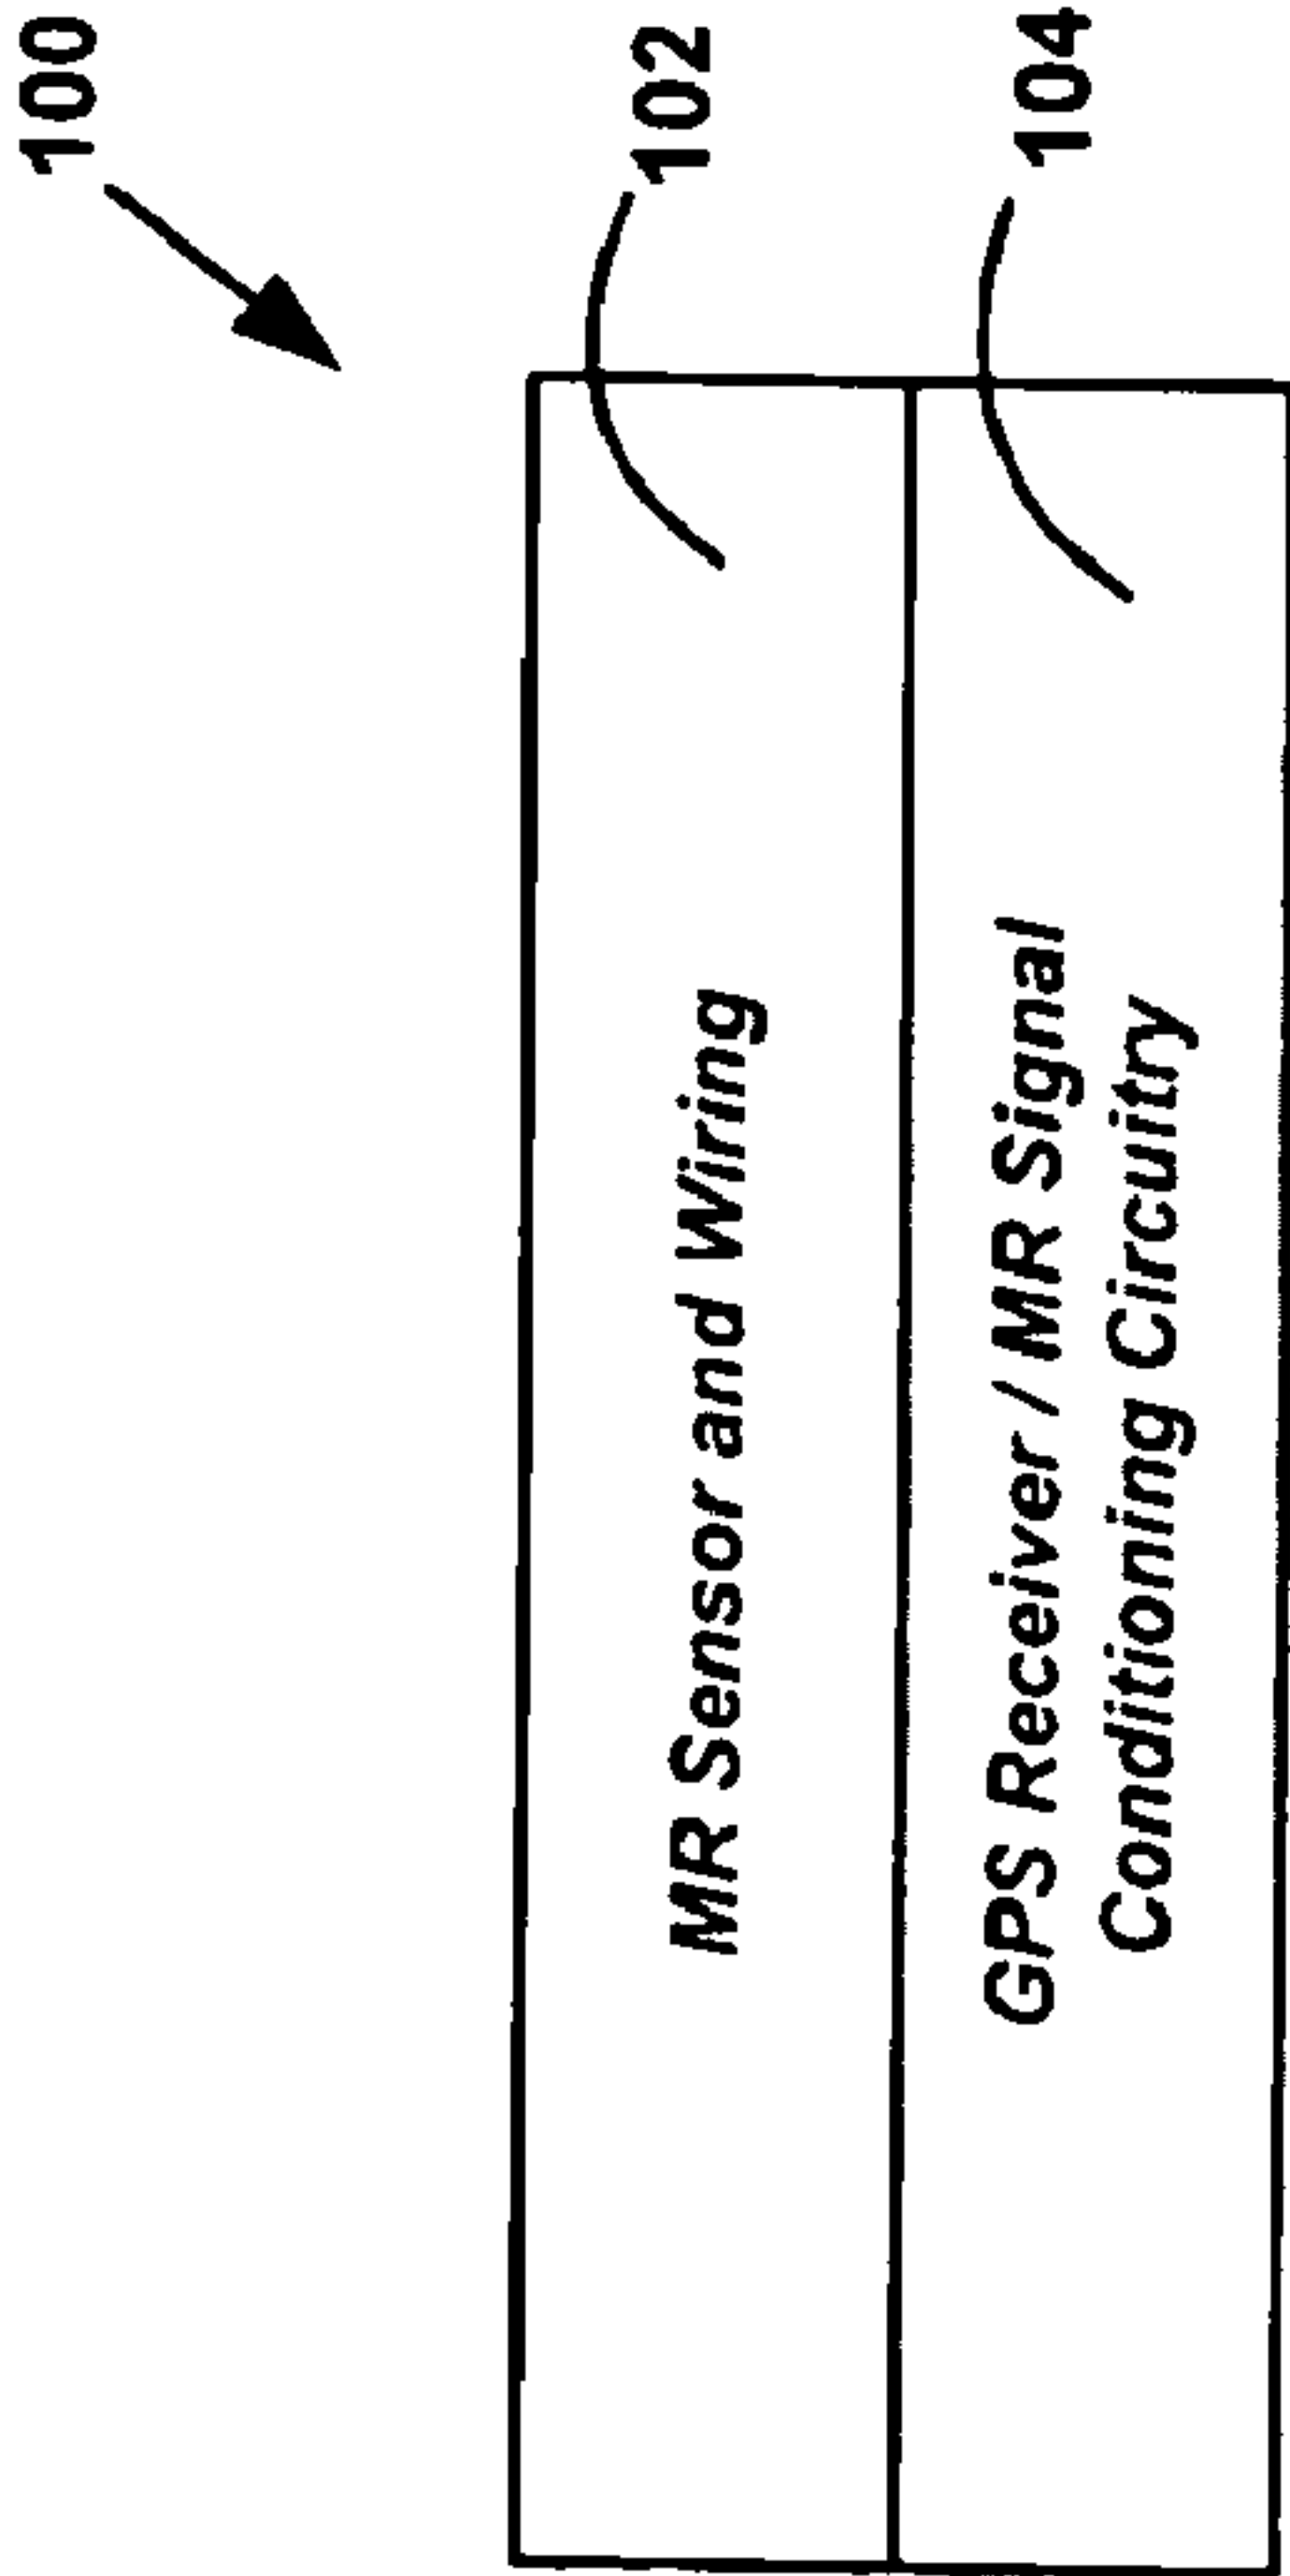 100
102
MR Sensor and Wiring
104
GPS Receiver / MR Signal
Conditioning Circuitry